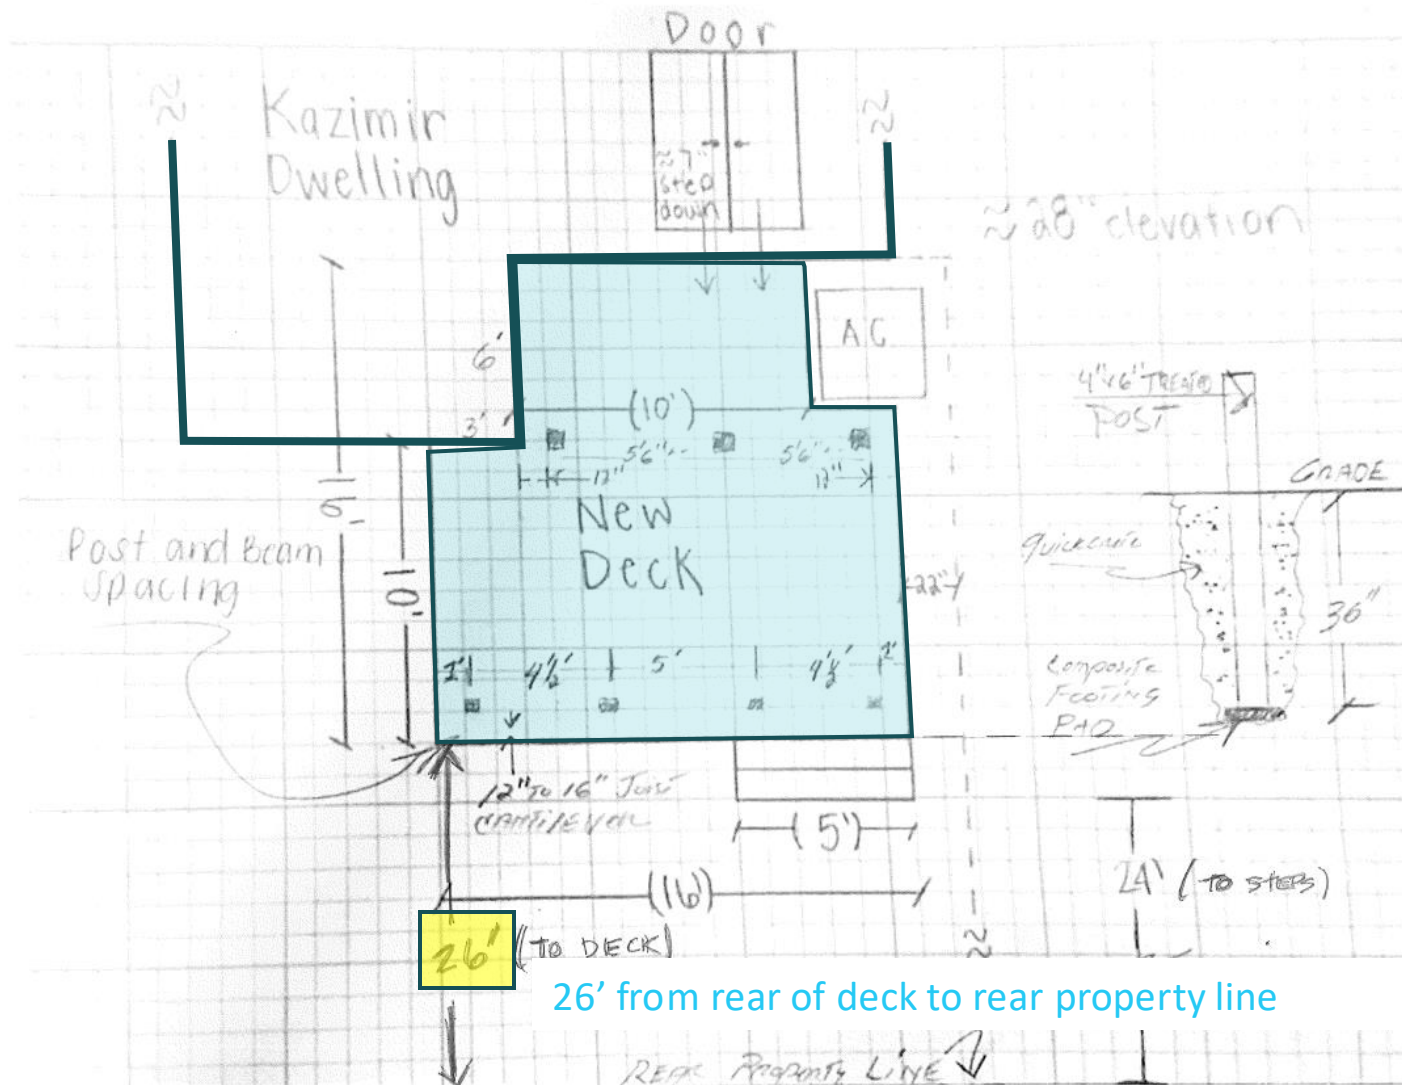 Door
Kazimir
Dwelling
≈ 7"
step
down
≈ 28" elevation
A.C
6'
3'
(10')
4"x6" TREATED
POST
5'6"
5'6"
12"
12"
GRADE
16'
New
Deck
Post and Beam
Spacing
10'
Quickcrete
22"
36"
1'
4½'
5'
4½'
1'
Composite
FOOTING
PAD
12" TO 16" JOIST
CANTILEVER
(5')
24' (TO STEPS)
(16')
26' (TO DECK)
26’ from rear of deck to rear property line
REAR PROPERTY LINE